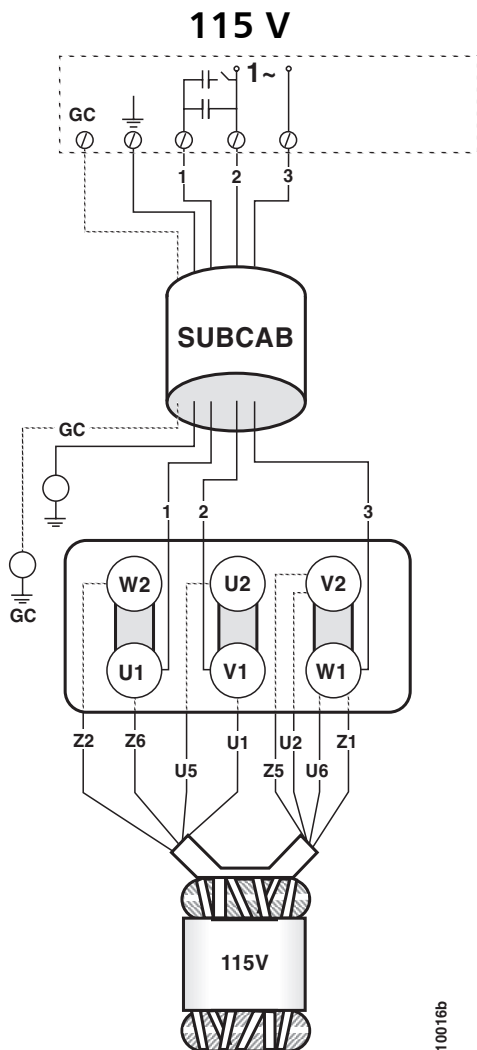 115 V
1~
GC
1 2 3
SUBCAB
GC
1 2 3
W2 U2 V2
GC
U1 V1 W1
Z2 Z6 U5 U1 Z5 U2 U6 Z1
115V
10016b